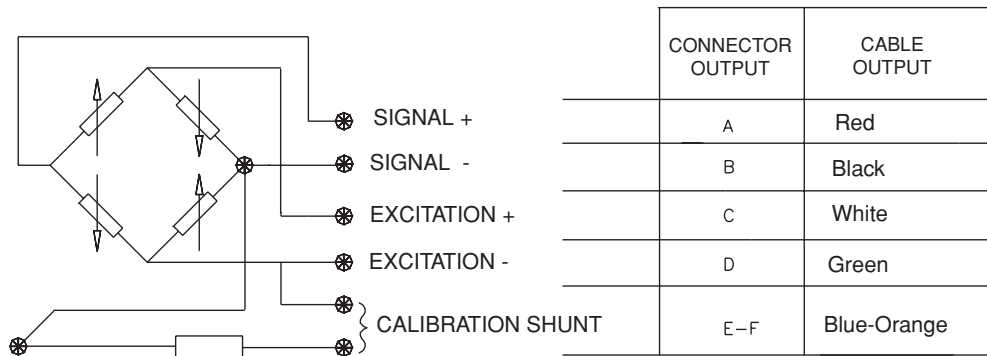 CONNECTOR OUTPUT CABLE OUTPUT
SIGNAL + A Red
SIGNAL - B Black
EXCITATION + C White
EXCITATION - D Green
CALIBRATION SHUNT E-F Blue-Orange